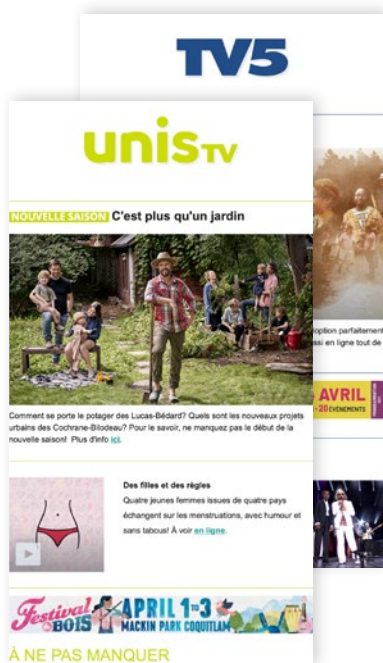 TV5
unisTV
NOUVELLE SAISON C'est plus qu'un jardin
Comment se porte le potager des Lucas-Bédard? Quels sont les nouveaux projets
urbains des Cochrane-Bilodeau? Pour le savoir, ne manquez pas le début de la
nouvelle saison! Plus d'info ici.
option parfaitement
ssi en ligne tout de
AVRIL
-20 ÉVÉNEMENTS
Des filles et des règles
Quatre jeunes femmes issues de quatre pays
échangent sur les menstruations, avec humour et
sans tabous! À voir en ligne.
Festival du BOIS APRIL 1-3
MACKIN PARK COQUITLAM
À NE PAS MANQUER